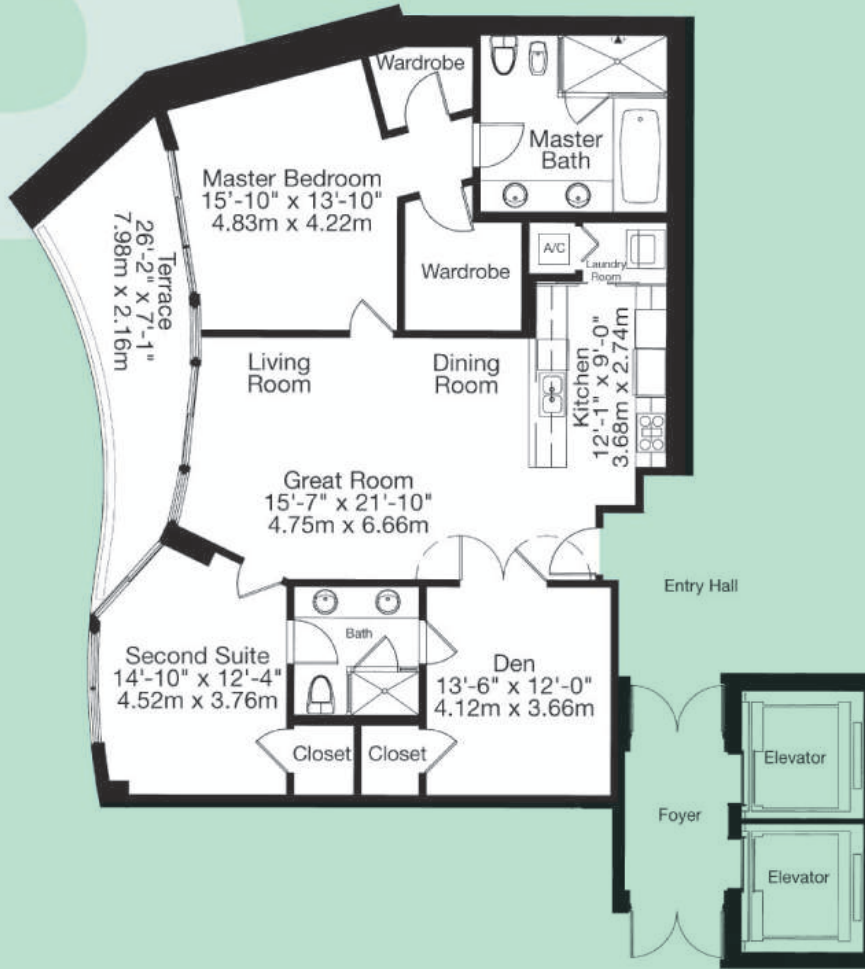 Wardrobe
Master
Bath
Master Bedroom
15'-10" x 13'-10"
4.83m x 4.22m
Terrace
26'-2" x 7'-1"
7.98m x 2.16m
Wardrobe
A/C
Laundry
Room
Living
Room
Dining
Room
Kitchen
12'-1" x 9'-0"
3.68m x 2.74m
Great Room
15'-7" x 21'-10"
4.75m x 6.66m
Entry Hall
Bath
Second Suite
14'-10" x 12'-4"
4.52m x 3.76m
Den
13'-6" x 12'-0"
4.12m x 3.66m
Closet
Closet
Elevator
Foyer
Elevator